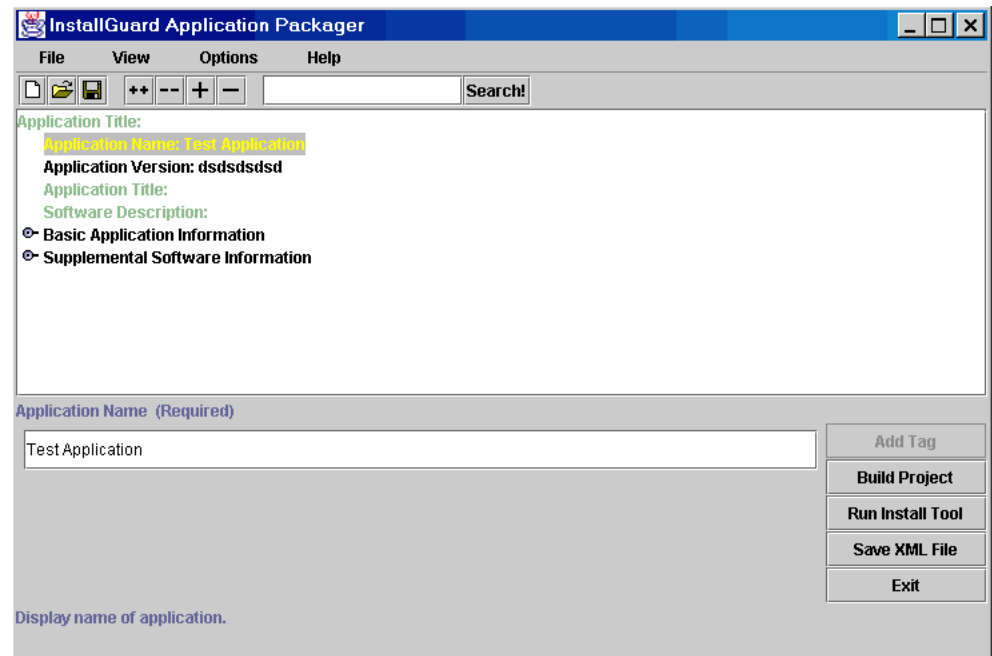 InstallGuard Application Packager
File View Options Help
++ -- + − Search!
Application Title:
Application Name: Test Application
Application Version: dsdsdsdsd
Application Title:
Software Description:
Basic Application Information
Supplemental Software Information
Application Name (Required)
Test Application
Add Tag
Build Project
Run Install Tool
Save XML File
Exit
Display name of application.